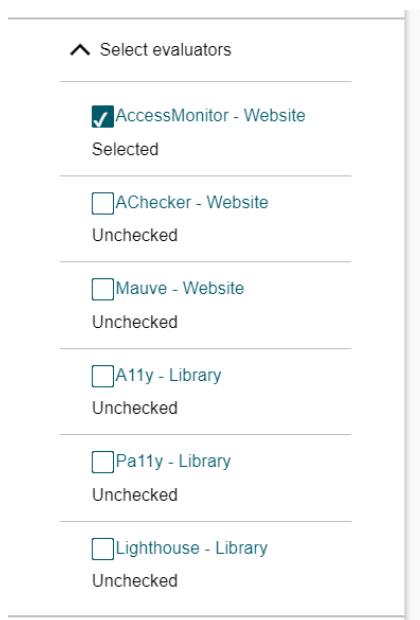 Select evaluators
AccessMonitor - Website
Selected
AChecker - Website
Unchecked
Mauve - Website
Unchecked
A11y - Library
Unchecked
Pa11y - Library
Unchecked
Lighthouse - Library
Unchecked